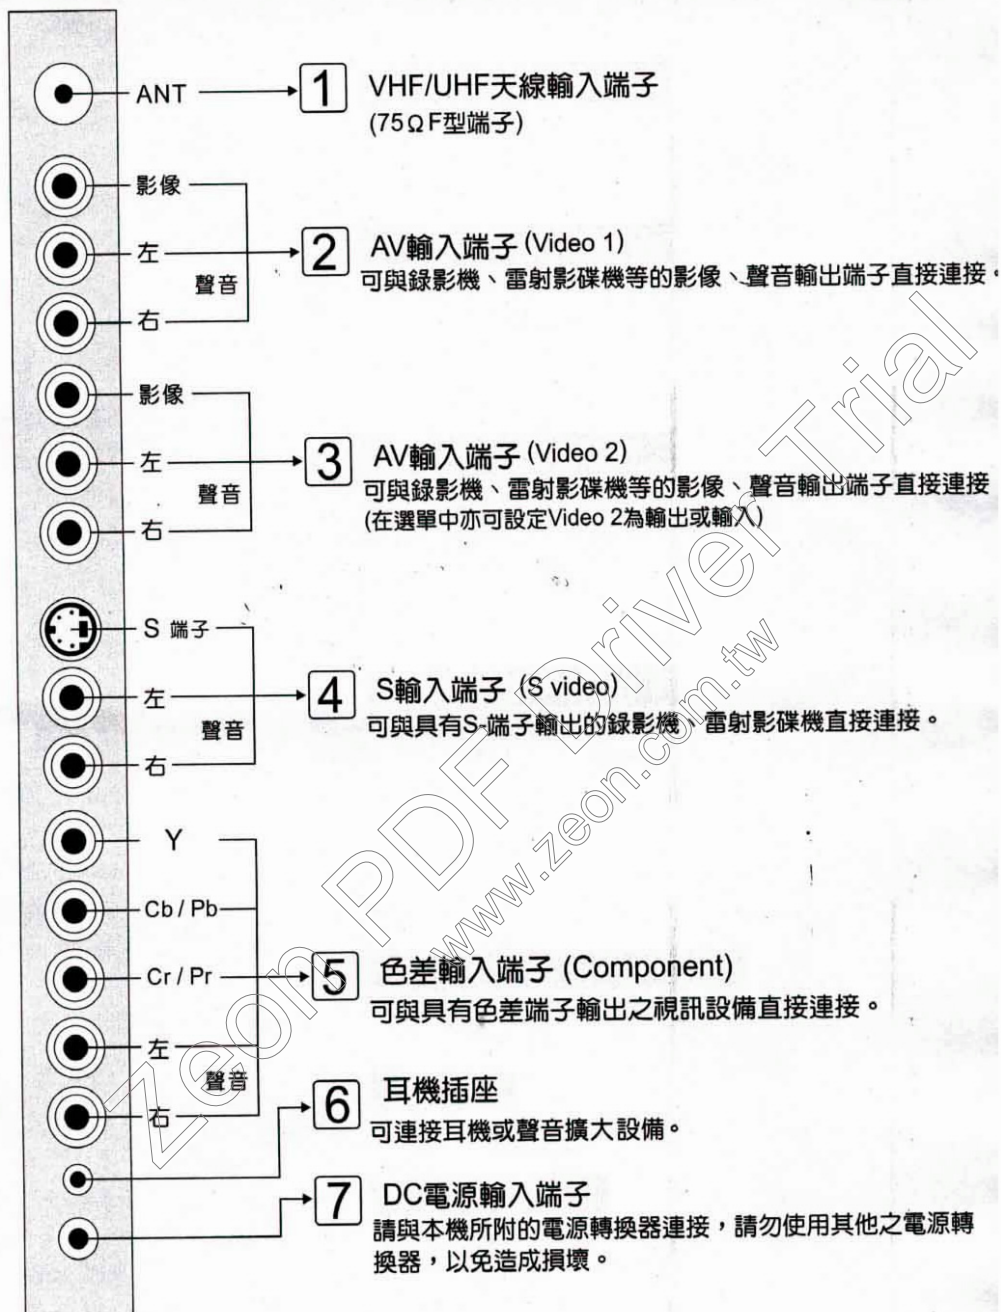 ANT
1 VHF/UHF天線輸入端子
(75Ω F型端子)
影像
左
聲音
右
2 AV輸入端子 (Video 1)
可與錄影機、雷射影碟機等的影像、聲音輸出端子直接連接。
影像
左
聲音
右
3 AV輸入端子 (Video 2)
可與錄影機、雷射影碟機等的影像、聲音輸出端子直接連接
(在選單中亦可設定Video 2為輸出或輸入)
S 端子
左
聲音
右
4 S輸入端子 (S video)
可與具有S-端子輸出的錄影機、雷射影碟機直接連接。
Y
Cb / Pb
Cr / Pr
左
聲音
右
5 色差輸入端子 (Component)
可與具有色差端子輸出之視訊設備直接連接。
6 耳機插座
可連接耳機或聲音擴大設備。
7 DC電源輸入端子
請與本機所附的電源轉換器連接,請勿使用其他之電源轉
換器,以免造成損壞。
Zeon PDF Driver Trial
www.zeon.com.tw